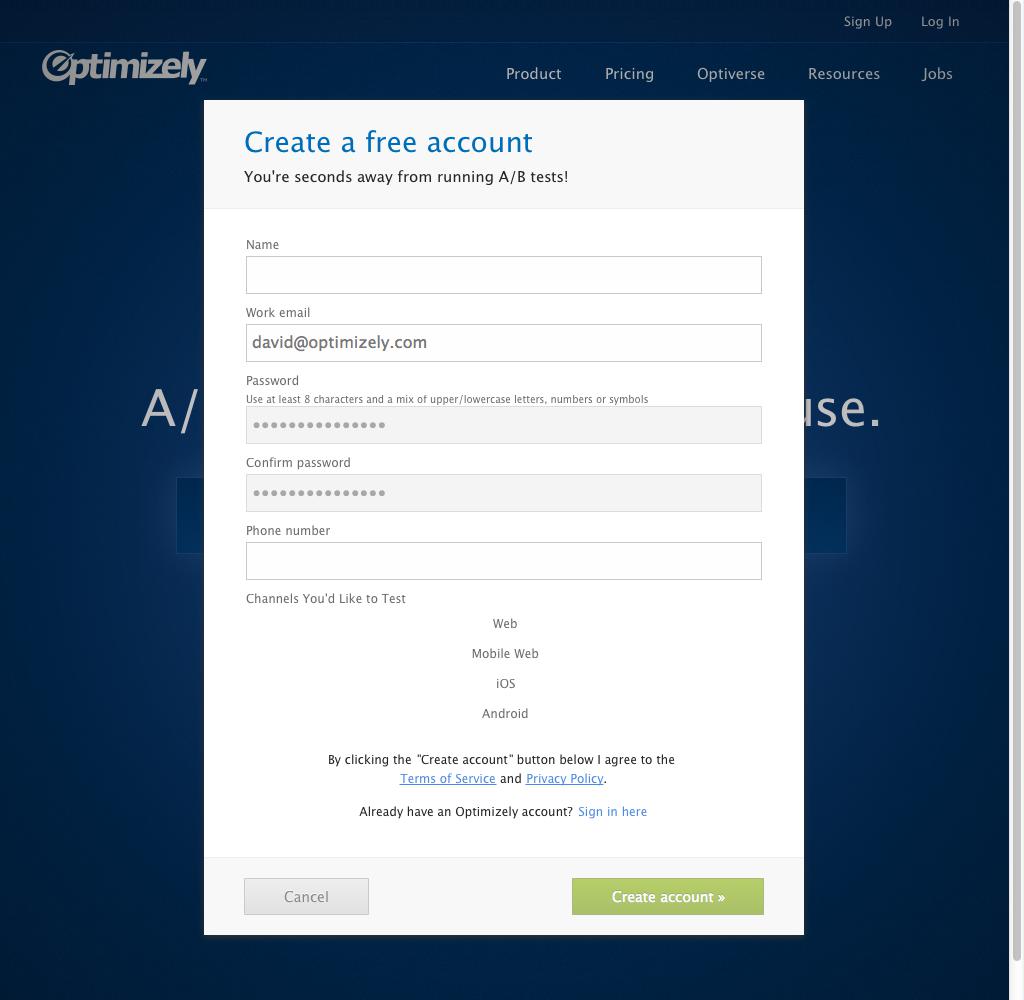 Sign Up Log In
Optimizely™
Product Pricing Optiverse Resources Jobs
Create a free account
You're seconds away from running A/B tests!
Name
Work email
david@optimizely.com
Password
Use at least 8 characters and a mix of upper/lowercase letters, numbers or symbols
•••••••••••••••
Confirm password
•••••••••••••••
Phone number
Channels You'd Like to Test
Web
Mobile Web
iOS
Android
By clicking the "Create account" button below I agree to the
Terms of Service and Privacy Policy.
Already have an Optimizely account? Sign in here
Cancel Create account »